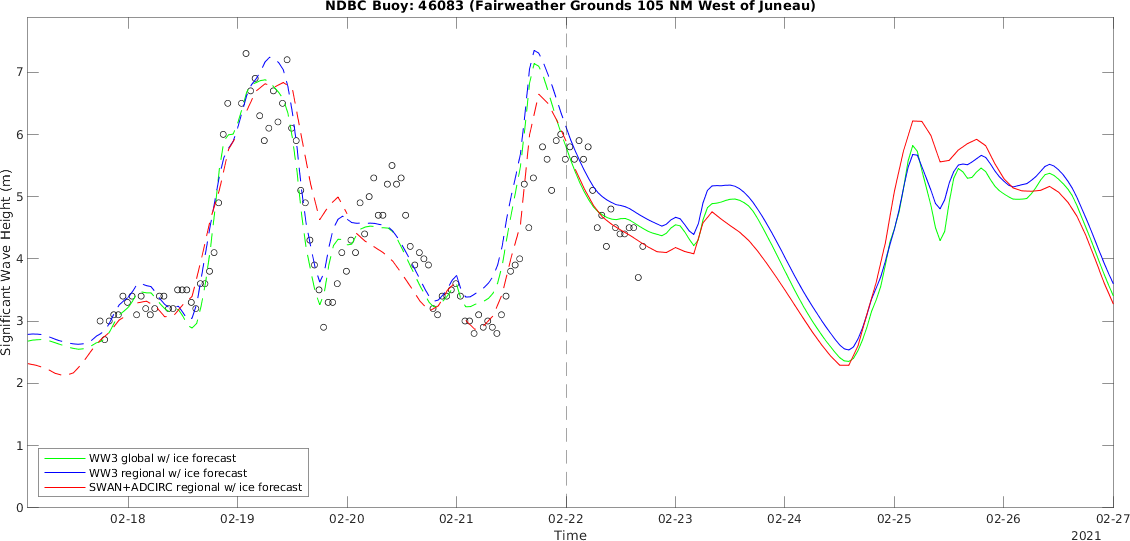 NDBC Buoy: 46083 (Fairweather Grounds 105 NM West of Juneau)
Significant Wave Height (m)
7
6
5
4
3
2
1
0
WW3 global w/ ice forecast
WW3 regional w/ ice forecast
SWAN+ADCIRC regional w/ ice forecast
02-18 02-19 02-20 02-21 02-22 02-23 02-24 02-25 02-26 02-27
Time
2021